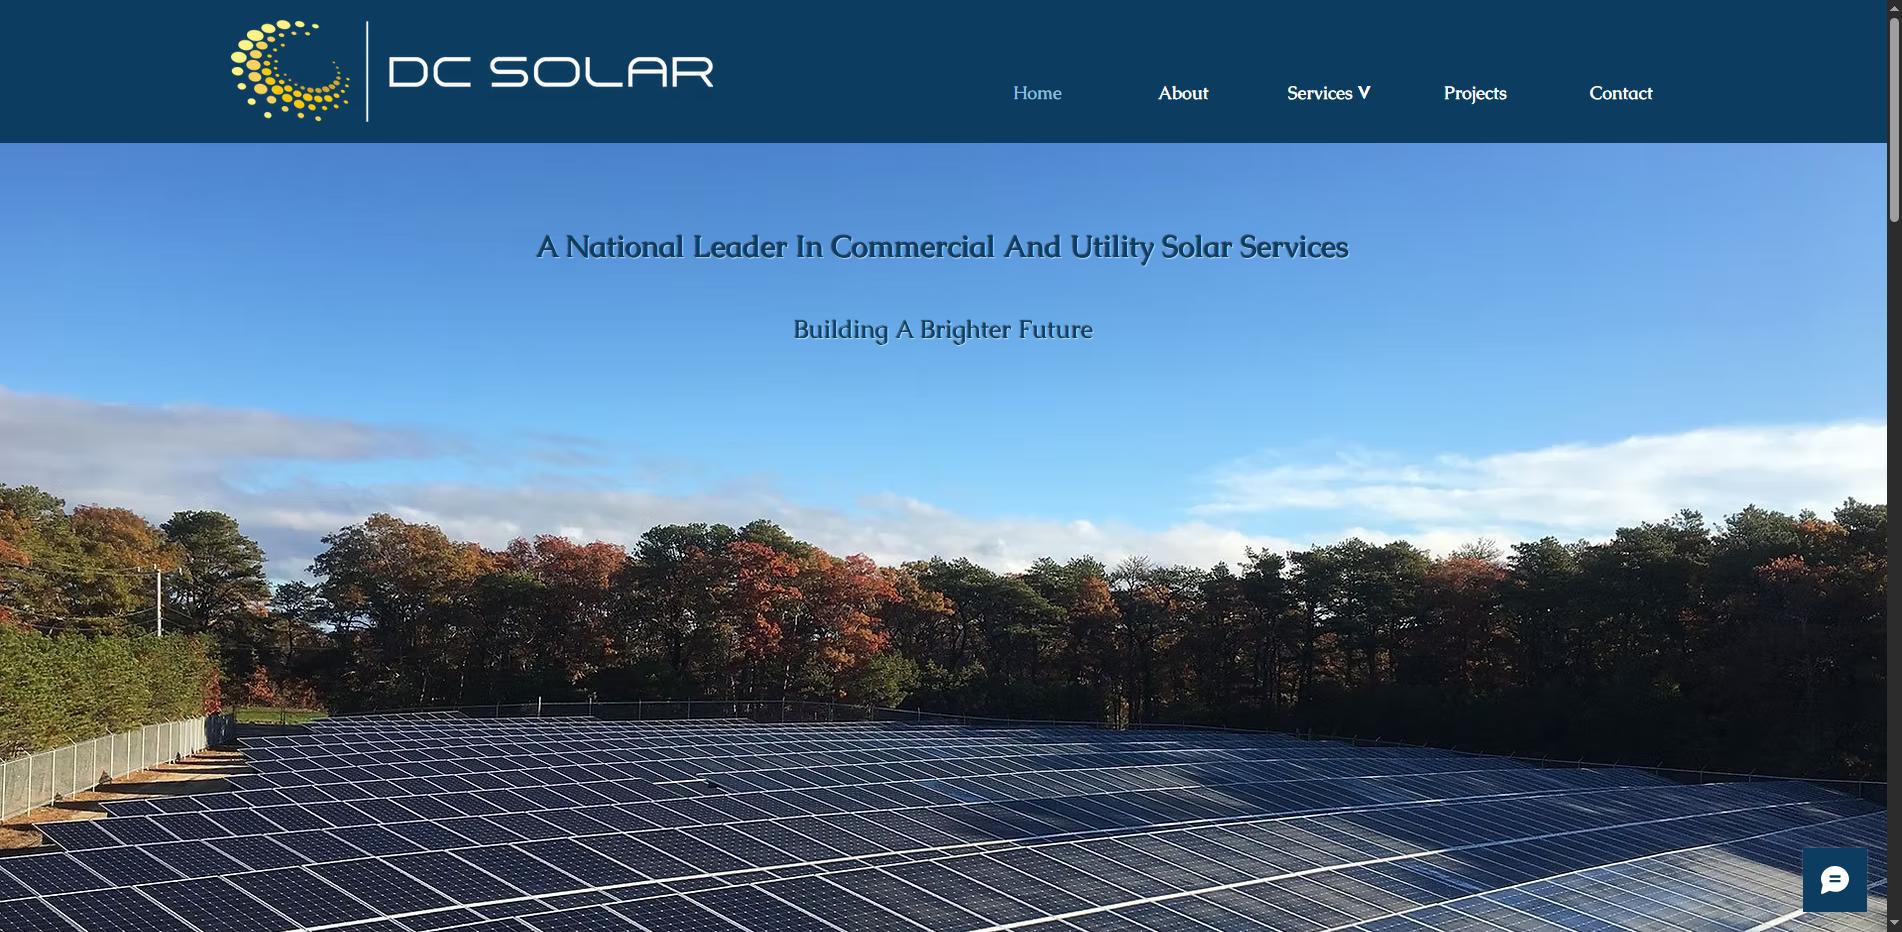 DC SOLAR
Home
About
Services V
Projects
Contact
A National Leader In Commercial And Utility Solar Services
Building A Brighter Future